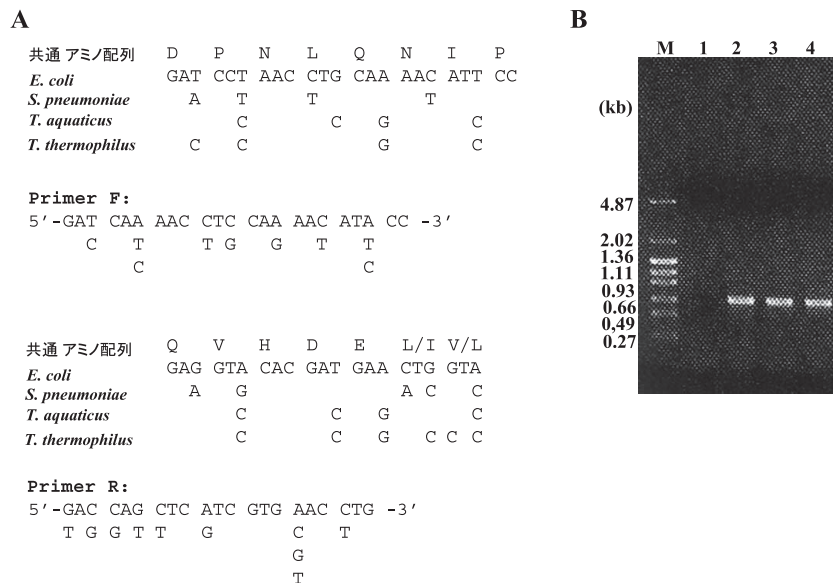 A
共通 アミノ配列 D P N L Q N I P
E. coli GAT CCT AAC CTG CAA AAC ATT CC
S. pneumoniae A T T T
T. aquaticus C C G C
T. thermophilus C C G C
Primer F:
5'-GAT CAA AAC CTC CAA AAC ATA CC -3'
C T T G G T T
C C
共通 アミノ配列 Q V H D E L/I V/L
E. coli GAG GTA CAC GAT GAA CTG GTA
S. pneumoniae A G A C C
T. aquaticus C C G C
T. thermophilus C C G C C C
Primer R:
5'-GAC CAG CTC ATC GTG AAC CTG -3'
T G G T T G C T
G
T
B
M 1 2 3 4
(kb)
4.87
2.02
1.36
1.11
0.93
0.66
0,49
0.27